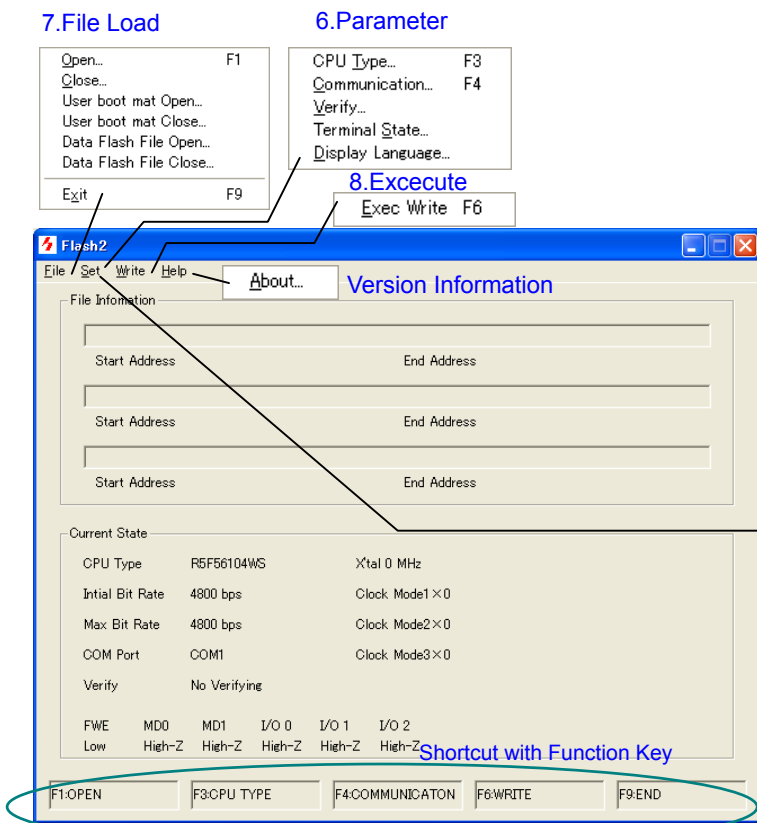 7.File Load
6.Parameter
Open... F1
Close...
User boot mat Open...
User boot mat Close...
Data Flash File Open...
Data Flash File Close...
Exit F9
CPU Type... F3
Communication... F4
Verify...
Terminal State...
Display Language...
8.Excecute
Exec Write F6
Flash2
File Set Write Help
About...
Version Information
File Infomation
Start Address End Address
Start Address End Address
Start Address End Address
Current State
CPU Type R5F56104WS X'tal 0 MHz
Intial Bit Rate 4800 bps Clock Mode1×0
Max Bit Rate 4800 bps Clock Mode2×0
COM Port COM1 Clock Mode3×0
Verify No Verifying
FWE MD0 MD1 I/O 0 I/O 1 I/O 2
Low High-Z High-Z High-Z High-Z High-Z
Shortcut with Function Key
F1:OPEN F3:CPU TYPE F4:COMMUNICATON F6:WRITE F9:END